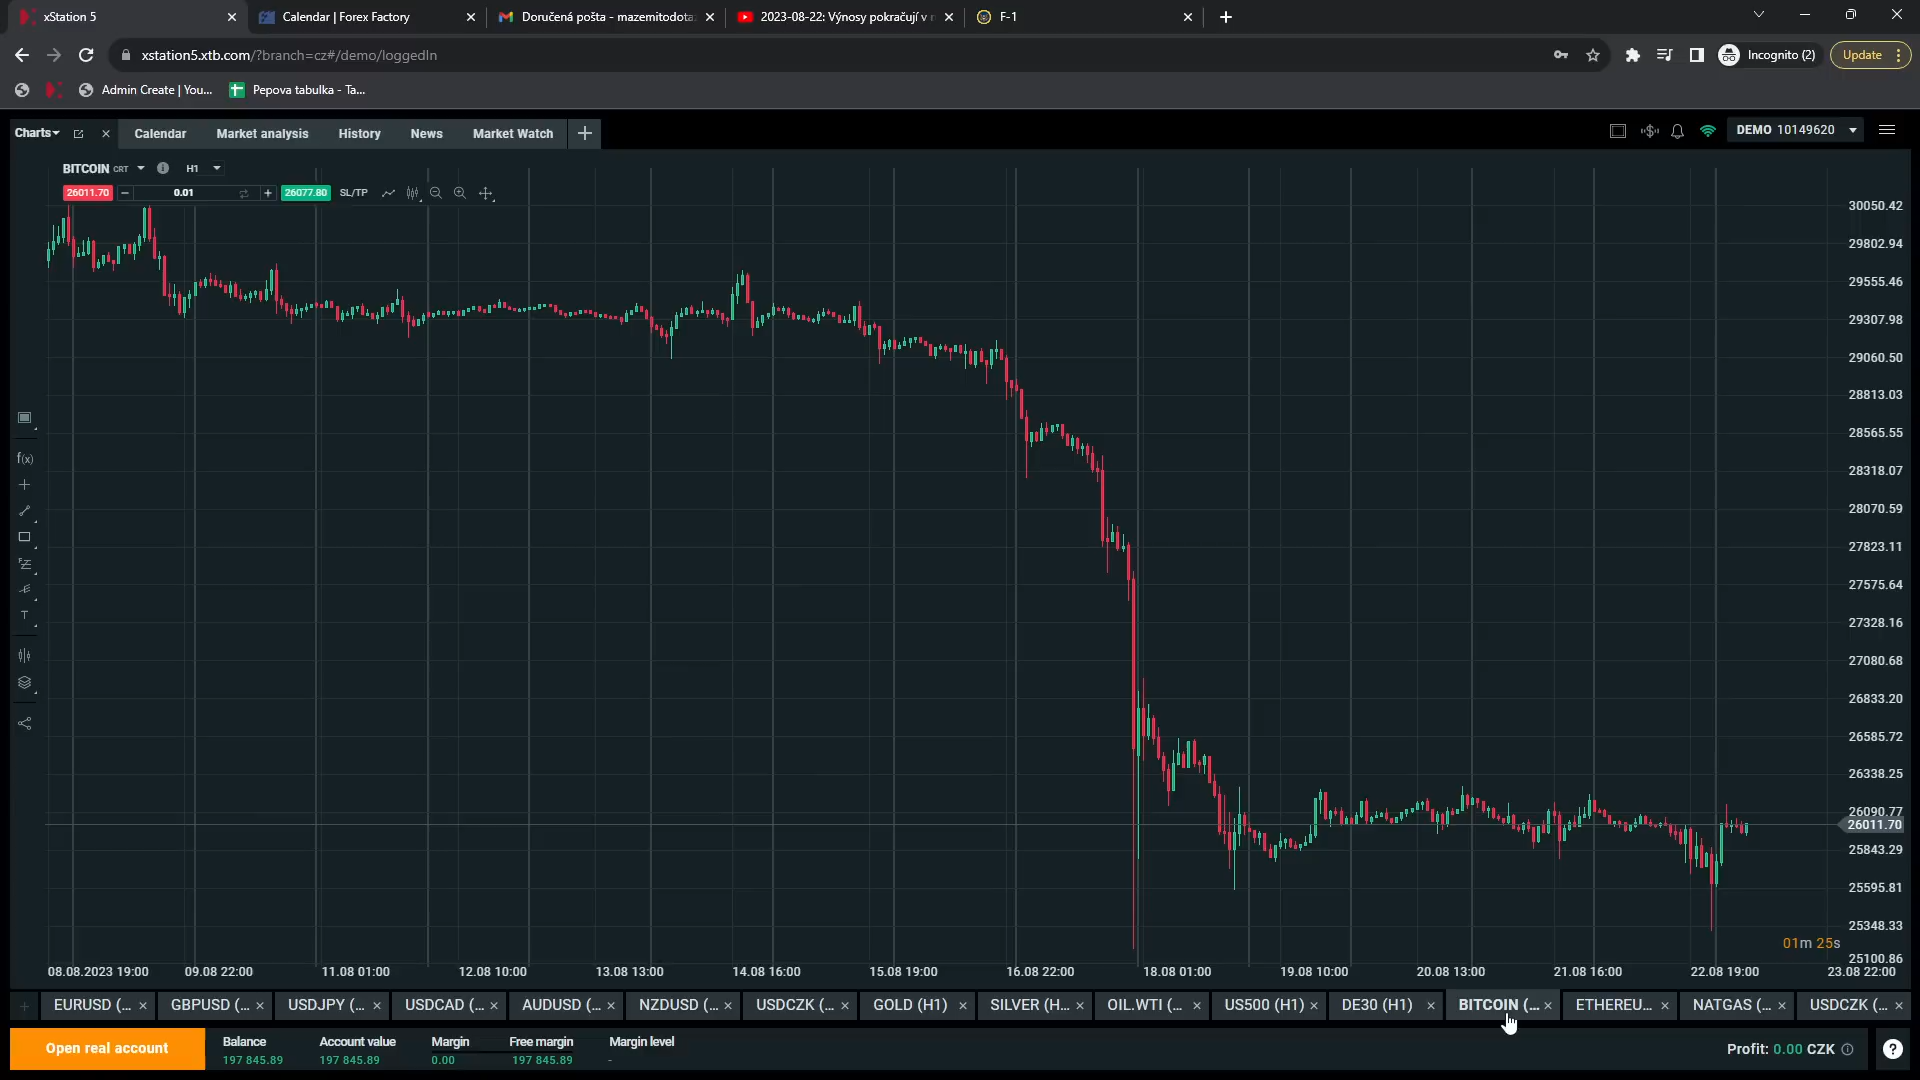 xStation 5
Calendar | Forex Factory
Doručená pošta - mazemitodota
2023-08-22: Výnosy pokračují v
F-1
xstation5.xtb.com/?branch=cz#/demo/loggedIn
Incognito (2)
Update
Admin Create | You...
Pepova tabulka - Ta...
Charts
Calendar
Market analysis
History
News
Market Watch
DEMO 10149620
BITCOIN CRT
H1
26011.70
0.01
26077.80
SL/TP
30050.42
29802.94
29555.46
29307.98
29060.50
28813.03
28565.55
28318.07
28070.59
27823.11
27575.64
27328.16
27080.68
26833.20
26585.72
26338.25
26090.77
26011.70
25843.29
25595.81
25348.33
25100.86
f(x)
T
01m 25s
08.08.2023 19:00
09.08 22:00
11.08 01:00
12.08 10:00
13.08 13:00
14.08 16:00
15.08 19:00
16.08 22:00
18.08 01:00
19.08 10:00
20.08 13:00
21.08 16:00
22.08 19:00
23.08 22:00
EURUSD (...
GBPUSD (...
USDJPY (...
USDCAD (...
AUDUSD (...
NZDUSD (...
USDCZK (...
GOLD (H1)
SILVER (H...
OIL.WTI (...
US500 (H1)
DE30 (H1)
BITCOIN (...
ETHEREU...
NATGAS (...
USDCZK (...
Open real account
Balance
197 845.89
Account value
197 845.89
Margin
0.00
Free margin
197 845.89
Margin level
-
Profit: 0.00 CZK
?